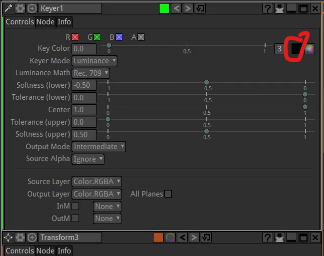 Keyer1
Controls Node Info
R G B A
Key Color 0.0 0 0.5 1 3
Keyer Mode Luminance
Luminance Math Rec. 709
Softness (lower) -0.50 1 0.5 0
Tolerance (lower) 0.0 1 0.5 0
Center 1.0 0 0.5 1
Tolerance (upper) 0.0 0 0.5 1
Softness (upper) 0.50 0 0.5 1
Output Mode Intermediate
Source Alpha Ignore
Source Layer Color.RGBA
Output Layer Color.RGBA All Planes
InM None
OutM None
Transform3
Controls Node Info